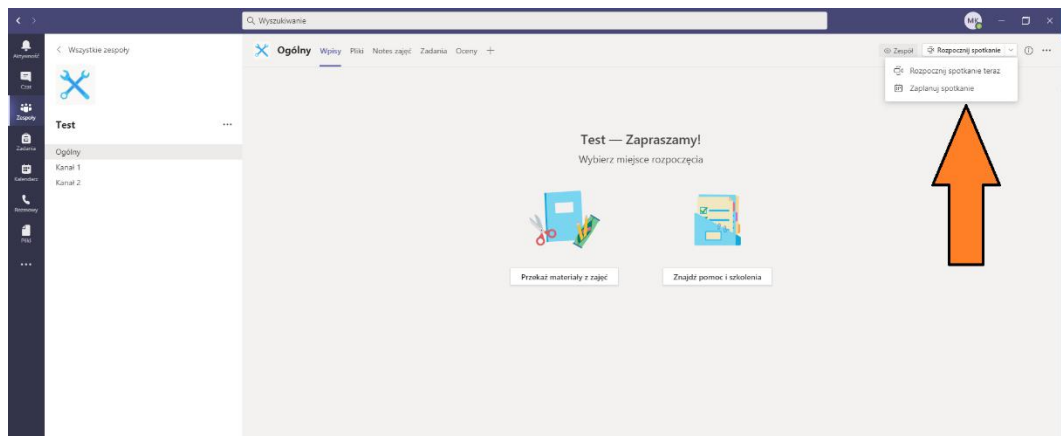 Wyszukiwanie
MK
Aktywność
Czat
Zespoły
Zadania
Kalendarz
Rozmowy
Pliki
Wszystkie zespoły
Test
Ogólny
Kanał 1
Kanał 2
Ogólny Wpisy Pliki Notes zajęć Zadania Oceny +
Zespół Rozpocznij spotkanie
Rozpocznij spotkanie teraz
Zaplanuj spotkanie
Test — Zapraszamy!
Wybierz miejsce rozpoczęcia
Przekaż materiały z zajęć
Znajdź pomoc i szkolenia